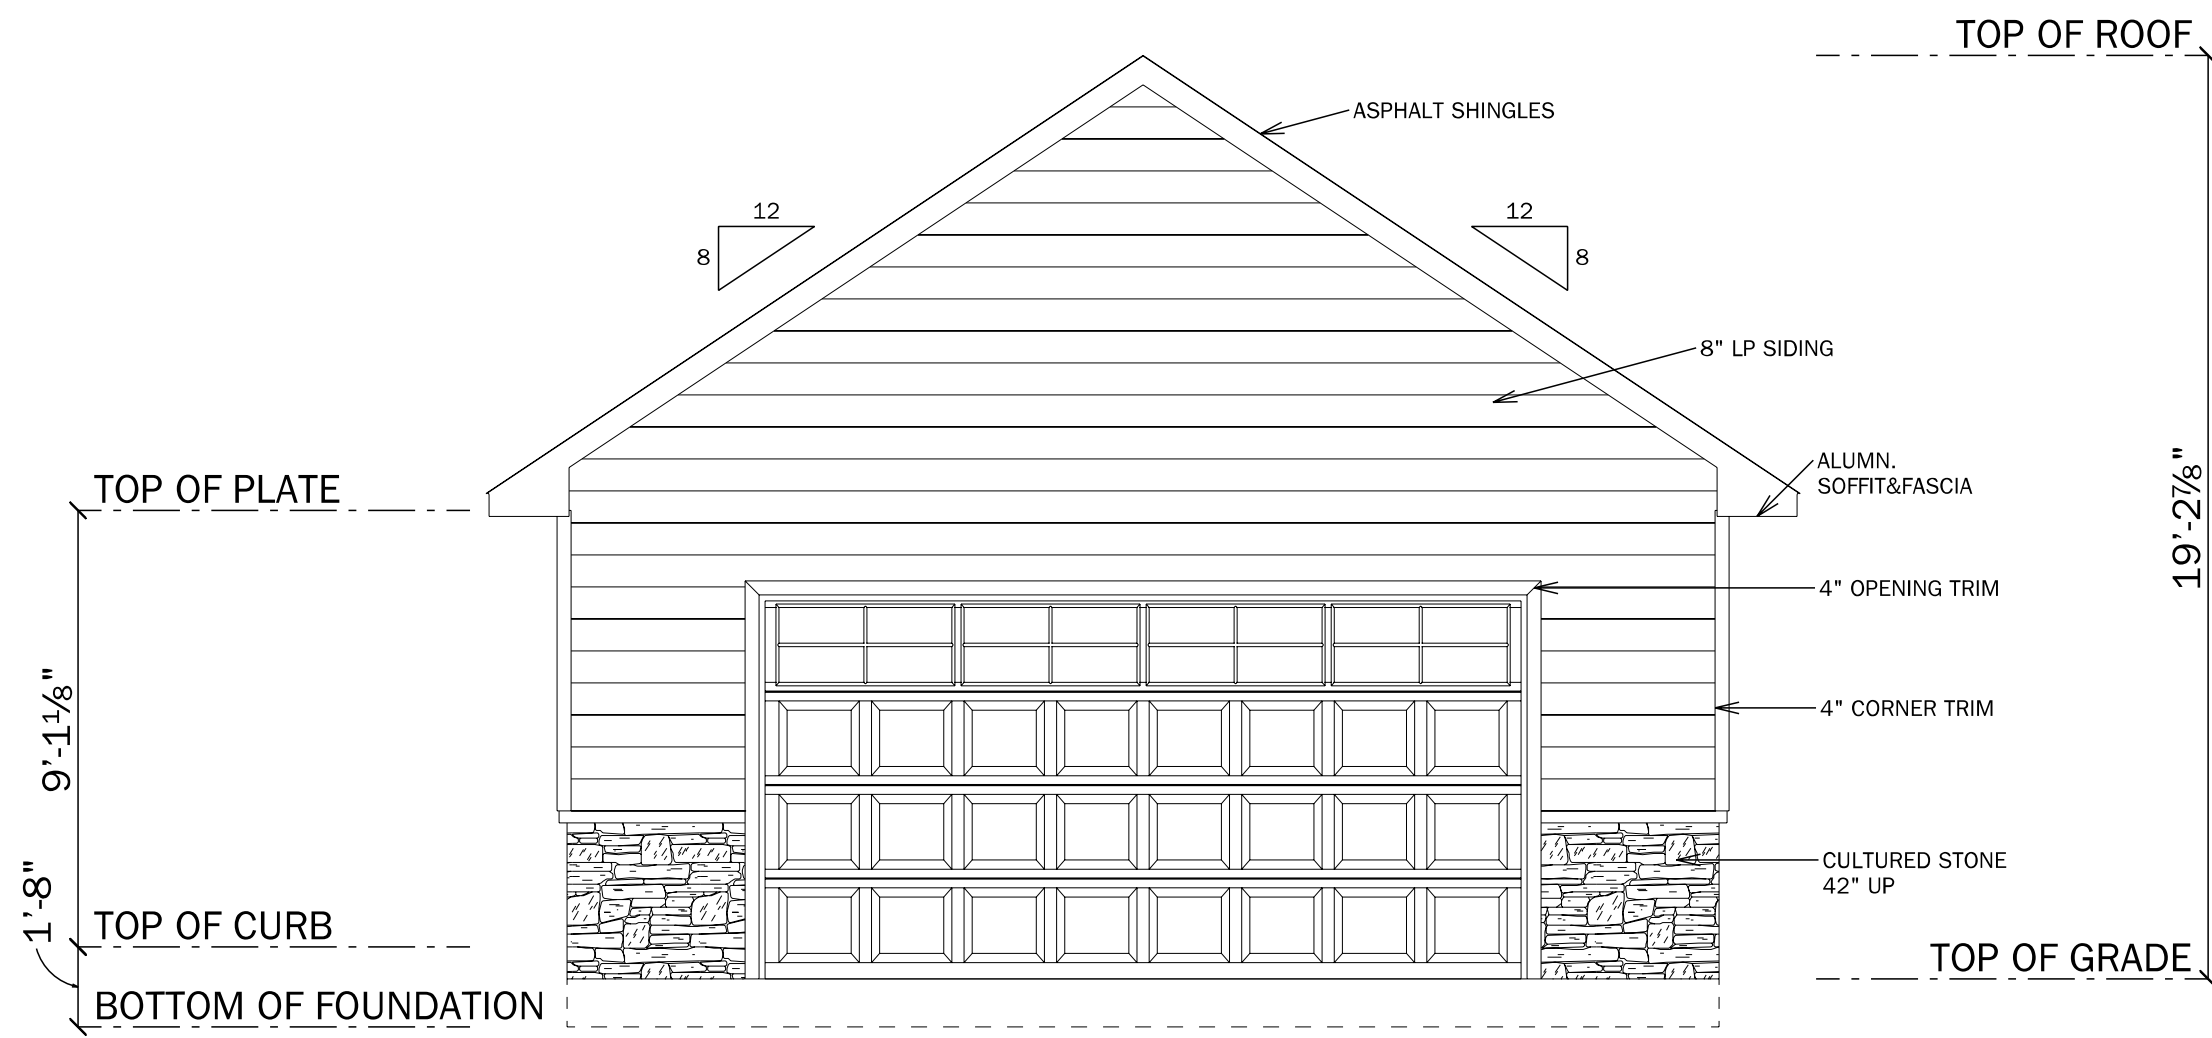 TOP OF ROOF
ASPHALT SHINGLES
12
8
12
8
8" LP SIDING
ALUMN.
SOFFIT&FASCIA
TOP OF PLATE
19'-2⅞"
4" OPENING TRIM
9'-1⅛"
4" CORNER TRIM
CULTURED STONE
42" UP
1'-8"
TOP OF CURB
TOP OF GRADE
BOTTOM OF FOUNDATION